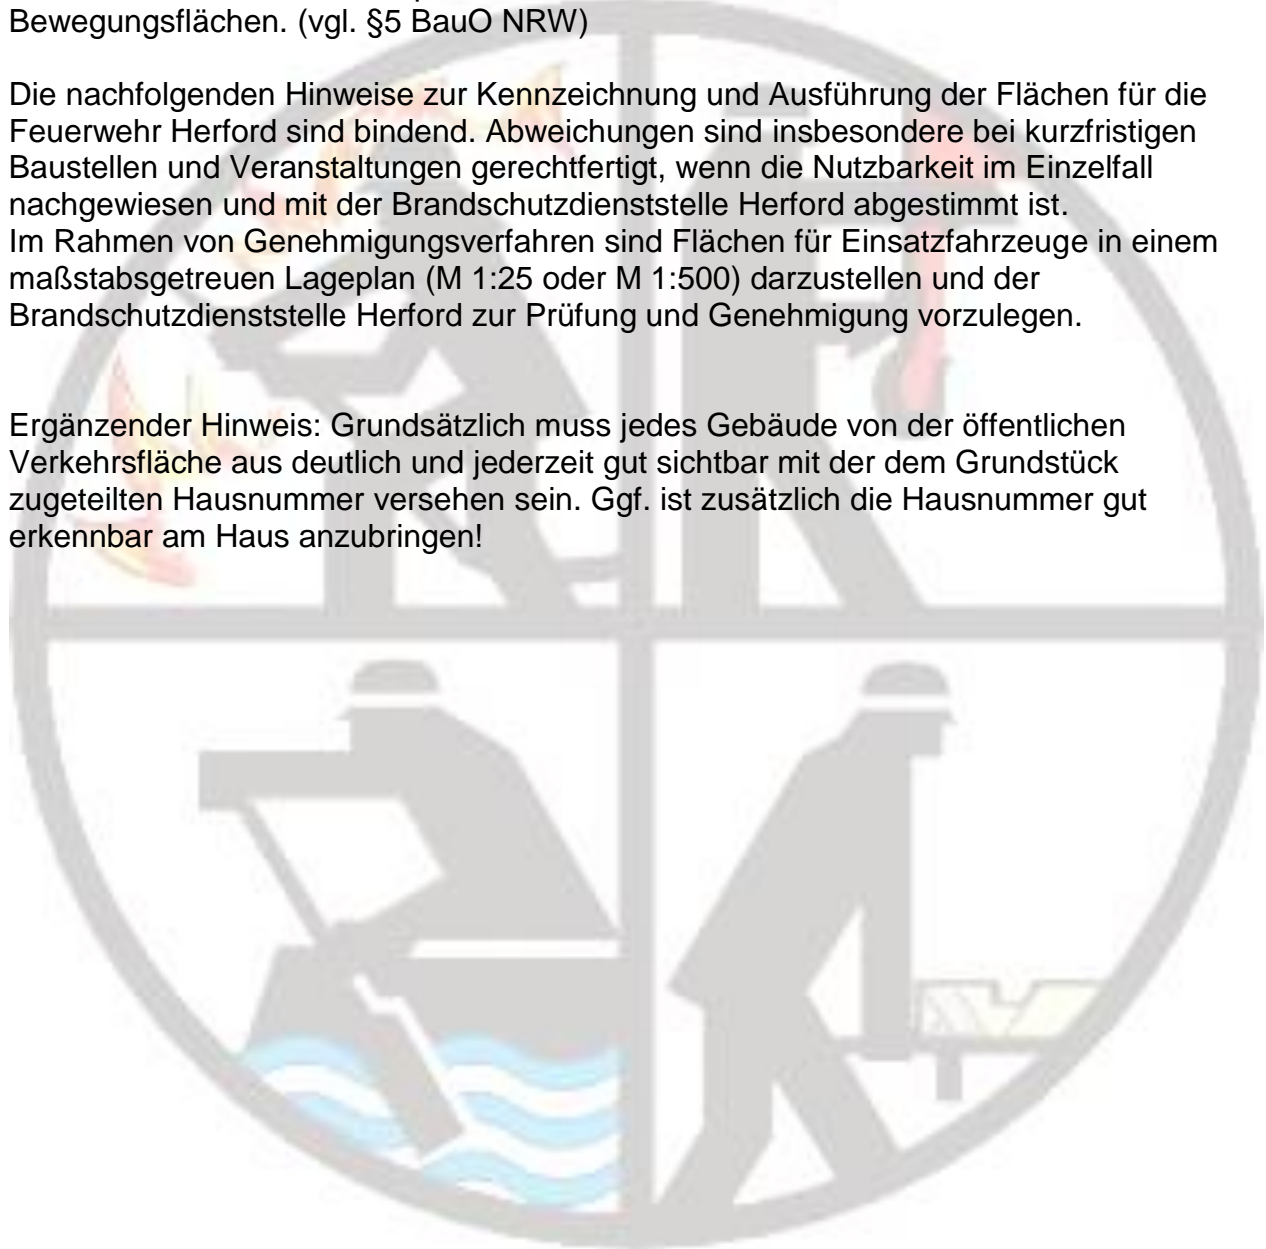 Bewegungsflächen. (vgl. §5 BauO NRW)
Die nachfolgenden Hinweise zur Kennzeichnung und Ausführung der Flächen für die
Feuerwehr Herford sind bindend. Abweichungen sind insbesondere bei kurzfristigen
Baustellen und Veranstaltungen gerechtfertigt, wenn die Nutzbarkeit im Einzelfall
nachgewiesen und mit der Brandschutzdienststelle Herford abgestimmt ist.
Im Rahmen von Genehmigungsverfahren sind Flächen für Einsatzfahrzeuge in einem
maßstabsgetreuen Lageplan (M 1:25 oder M 1:500) darzustellen und der
Brandschutzdienststelle Herford zur Prüfung und Genehmigung vorzulegen.
Ergänzender Hinweis: Grundsätzlich muss jedes Gebäude von der öffentlichen
Verkehrsfläche aus deutlich und jederzeit gut sichtbar mit der dem Grundstück
zugeteilten Hausnummer versehen sein. Ggf. ist zusätzlich die Hausnummer gut
erkennbar am Haus anzubringen!